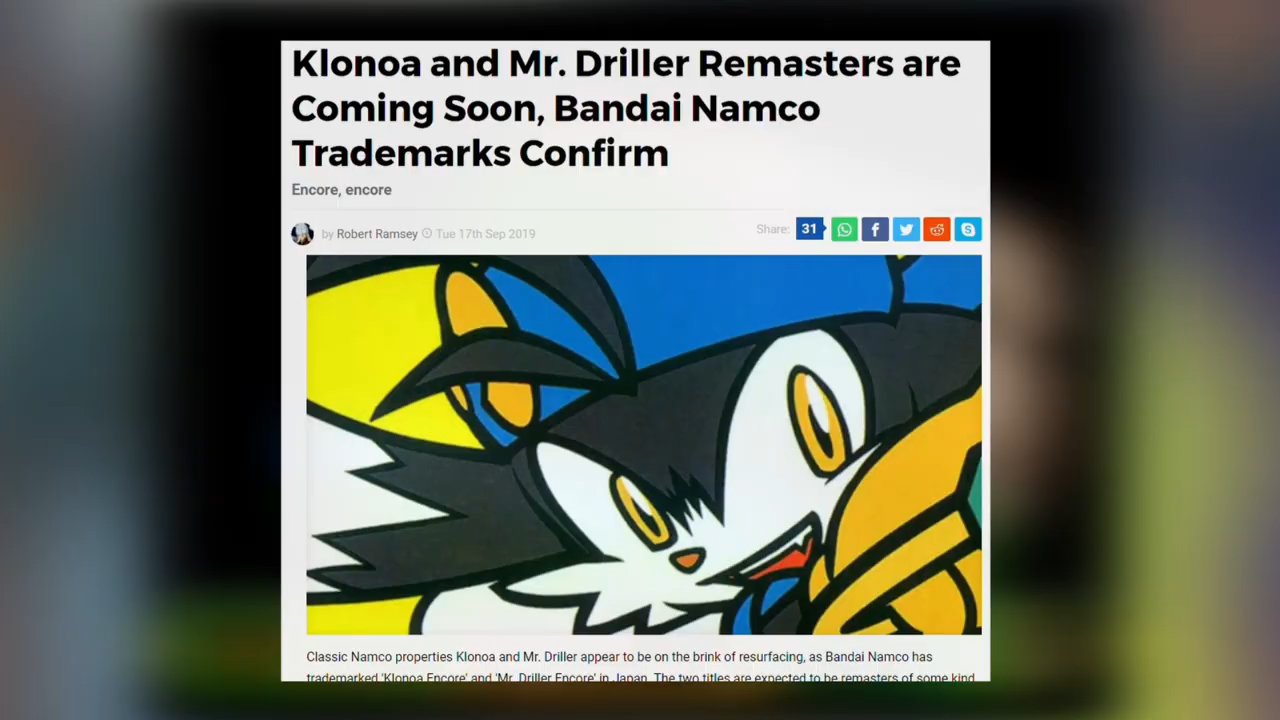 Klonoa and Mr. Driller Remasters are
Coming Soon, Bandai Namco
Trademarks Confirm
Encore, encore
by Robert Ramsey Tue 17th Sep 2019
Share: 31
Classic Namco properties Klonoa and Mr. Driller appear to be on the brink of resurfacing, as Bandai Namco has
trademarked 'Klonoa Encore' and 'Mr. Driller Encore' in Japan. The two titles are expected to be remasters of some kind